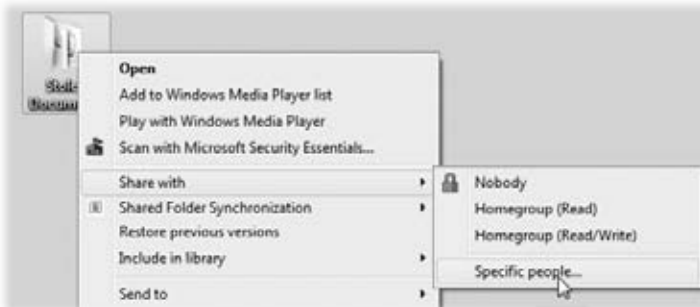 Open
Add to Windows Media Player list
Play with Windows Media Player
Scan with Microsoft Security Essentials...
Share with
Nobody
Shared Folder Synchronization
Homegroup (Read)
Restore previous versions
Homegroup (Read/Write)
Include in library
Specific people...
Send to